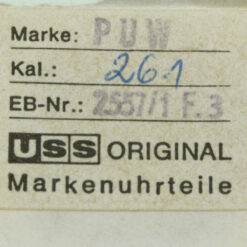 Marke: PUW
Kal.: 261
EB-Nr.: 2557/1 F.3
USS ORIGINAL
Markenuhrteile